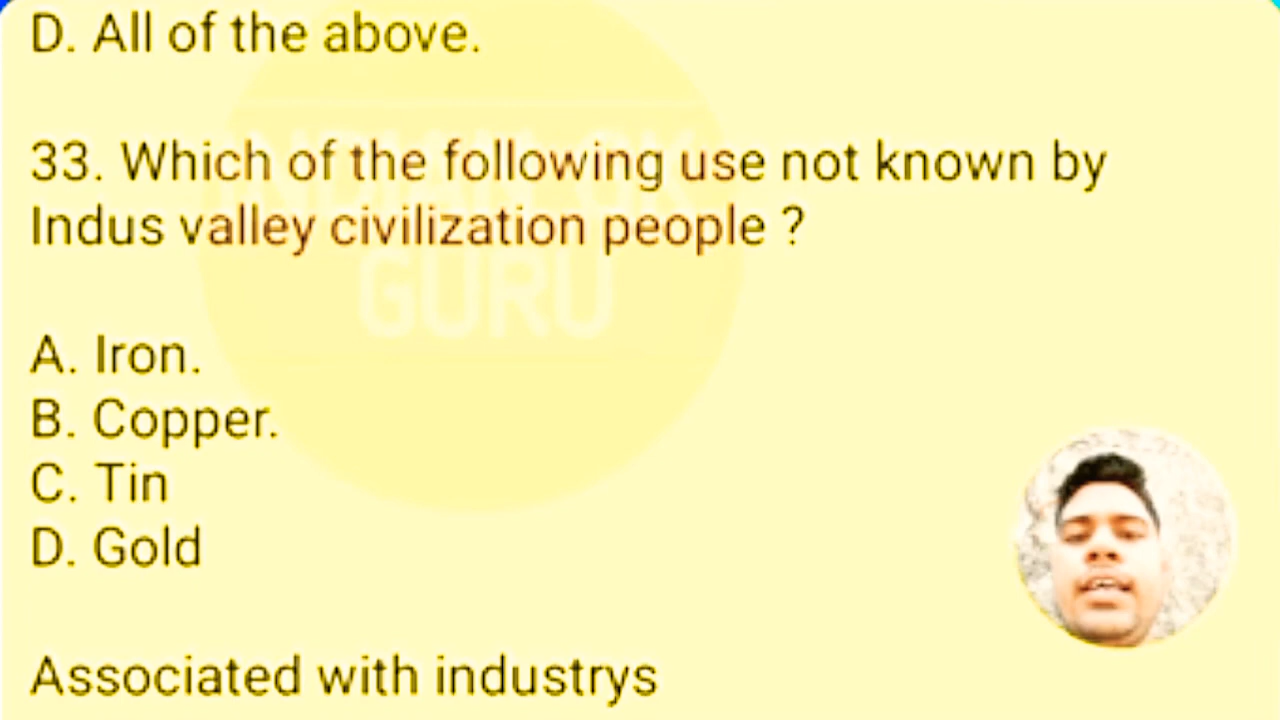 D. All of the above.
33. Which of the following use not known by
Indus valley civilization people ?
GURU
A. Iron.
B. Copper.
C. Tin
D. Gold
Associated with industrys